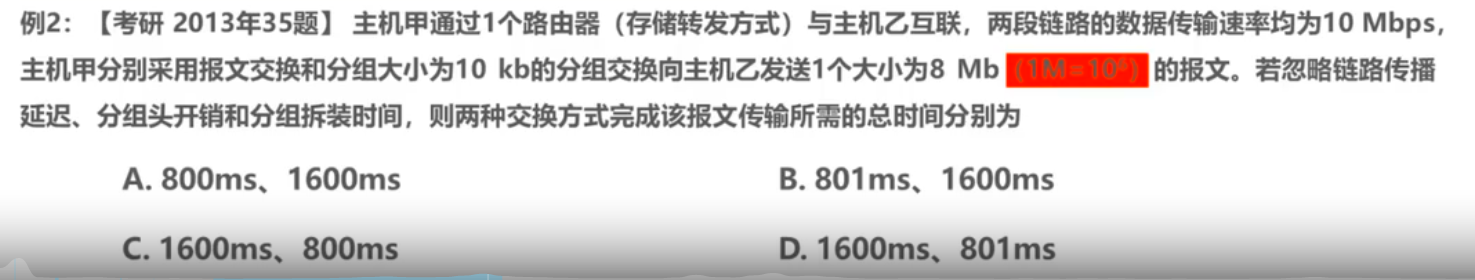 例2：【考研 2013年35题】 主机甲通过1个路由器（存储转发方式）与主机乙互联，两段链路的数据传输速率均为10 Mbps，
主机甲分别采用报文交换和分组大小为10 kb的分组交换向主机乙发送1个大小为8 Mb（1M=10⁶）的报文。若忽略链路传播
延迟、分组头开销和分组拆装时间，则两种交换方式完成该报文传输所需的总时间分别为
A. 800ms、1600ms B. 801ms、1600ms
C. 1600ms、800ms D. 1600ms、801ms